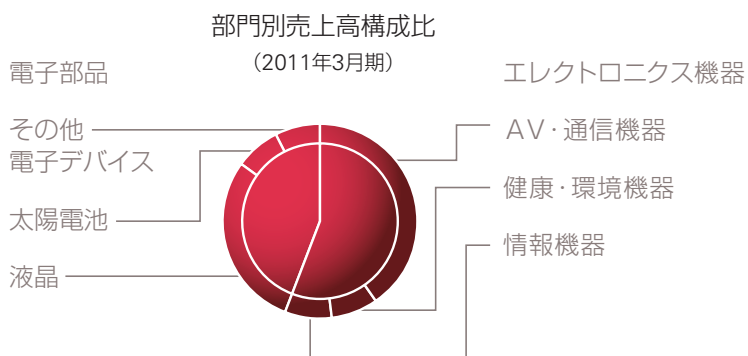 部門別売上高構成比
（2011年3月期）
電子部品
その他
電子デバイス
太陽電池
液晶
エレクトロニクス機器
AV・通信機器
健康・環境機器
情報機器